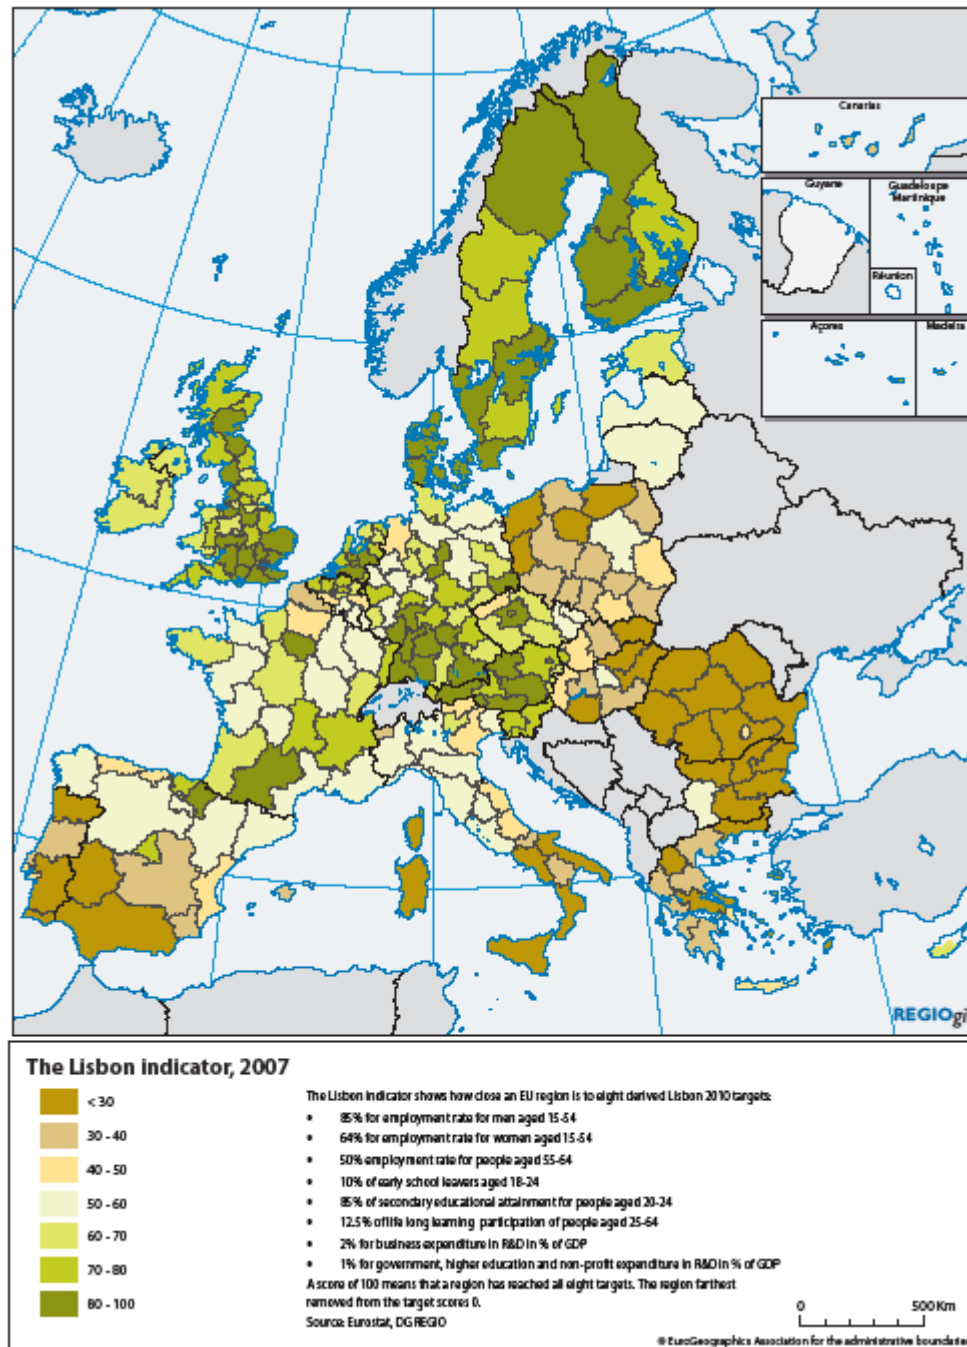 Canarias
Guyane
Guadeloupe
Martinique
Réunion
Açores
Madeira
REGIOgi
The Lisbon indicator, 2007
< 30
30 - 40
40 - 50
50 - 60
60 - 70
70 - 80
80 - 100
The Lisbon indicator shows how close an EU region is to eight derived Lisbon 2010 targets:
• 85% for employment rate for men aged 15-54
• 64% for employment rate for women aged 15-54
• 50% employment rate for people aged 55-64
• 10% of early school leavers aged 18-24
• 85% of secondary educational attainment for people aged 20-24
• 12.5% of life long learning participation of people aged 25-64
• 2% for business expenditure in R&D in % of GDP
• 1% for government, higher education and non-profit expenditure in R&D in % of GDP
A score of 100 means that a region has reached all eight targets. The region farthest
removed from the target scores 0.
Source: Eurostat, DG REGIO
0 500 Km
© EuroGeographics Association for the administrative boundaries